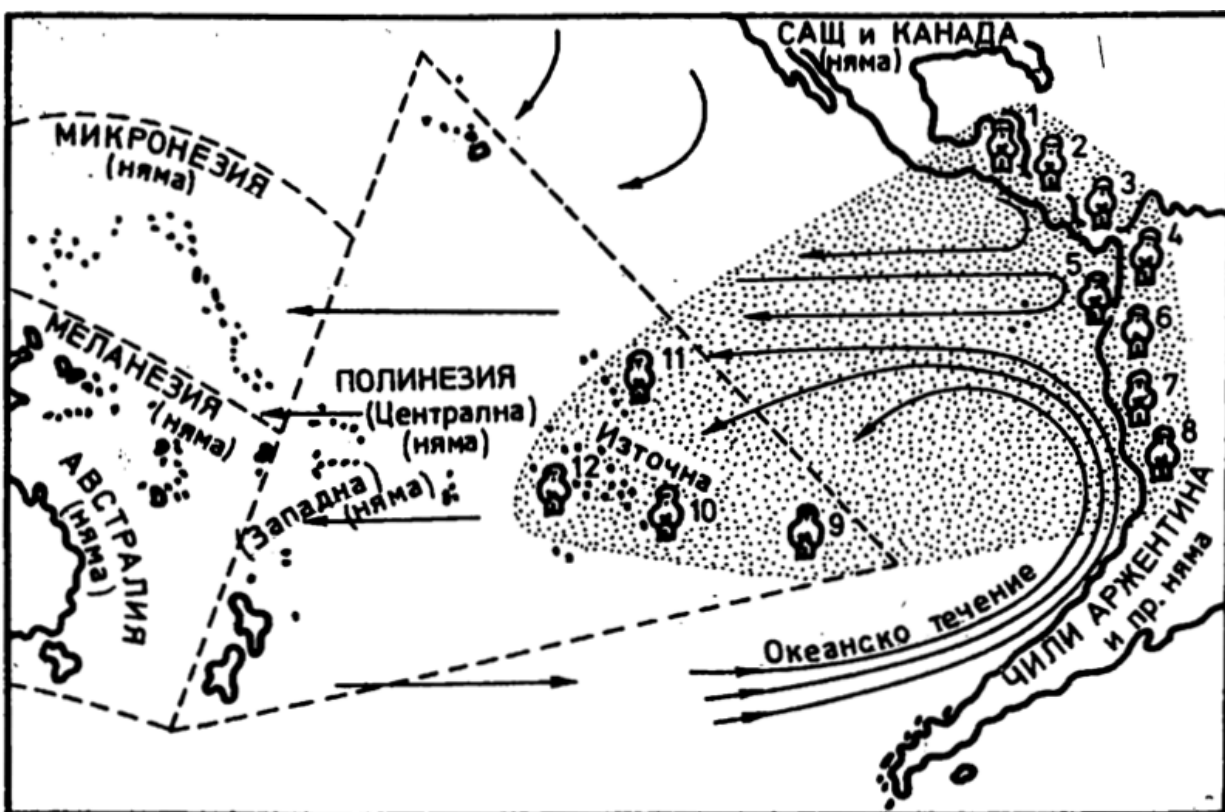 САЩ и КАНАДА
(няма)
МИКРОНЕЗИЯ
(няма)
МЕЛАНЕЗИЯ
(няма)
АВСТРАЛИЯ
(няма)
ПОЛИНЕЗИЯ
(Централна)
(няма)
(Западна)
(няма)
Източна
1
2
3
4
5
6
7
8
9
10
11
12
Океанско течение
ЧИЛИ АРЖЕНТИНА
и пр. няма